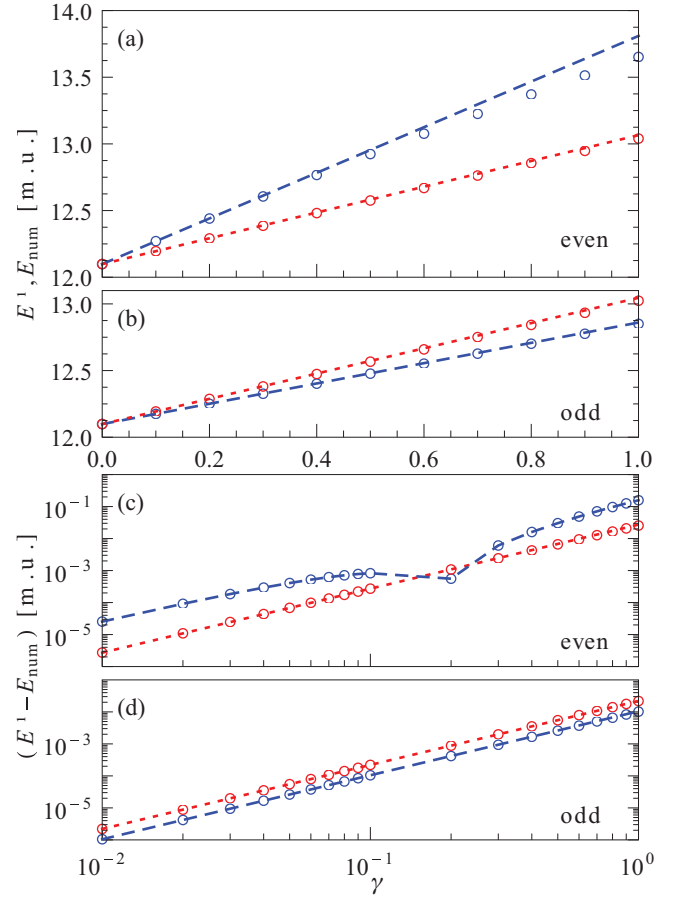 14.0
(a)
13.5
13.0
12.5
even
12.0
E ¹, E_num [ m . u . ]
13.0
(b)
12.5
odd
12.0
0.0 0.2 0.4 0.6 0.8 1.0
(c)
10⁻¹
10⁻³
10⁻⁵
even
(E ¹−E_num) [ m . u . ]
(d)
10⁻³
10⁻⁵
odd
10⁻² 10⁻¹ 10⁰
γ